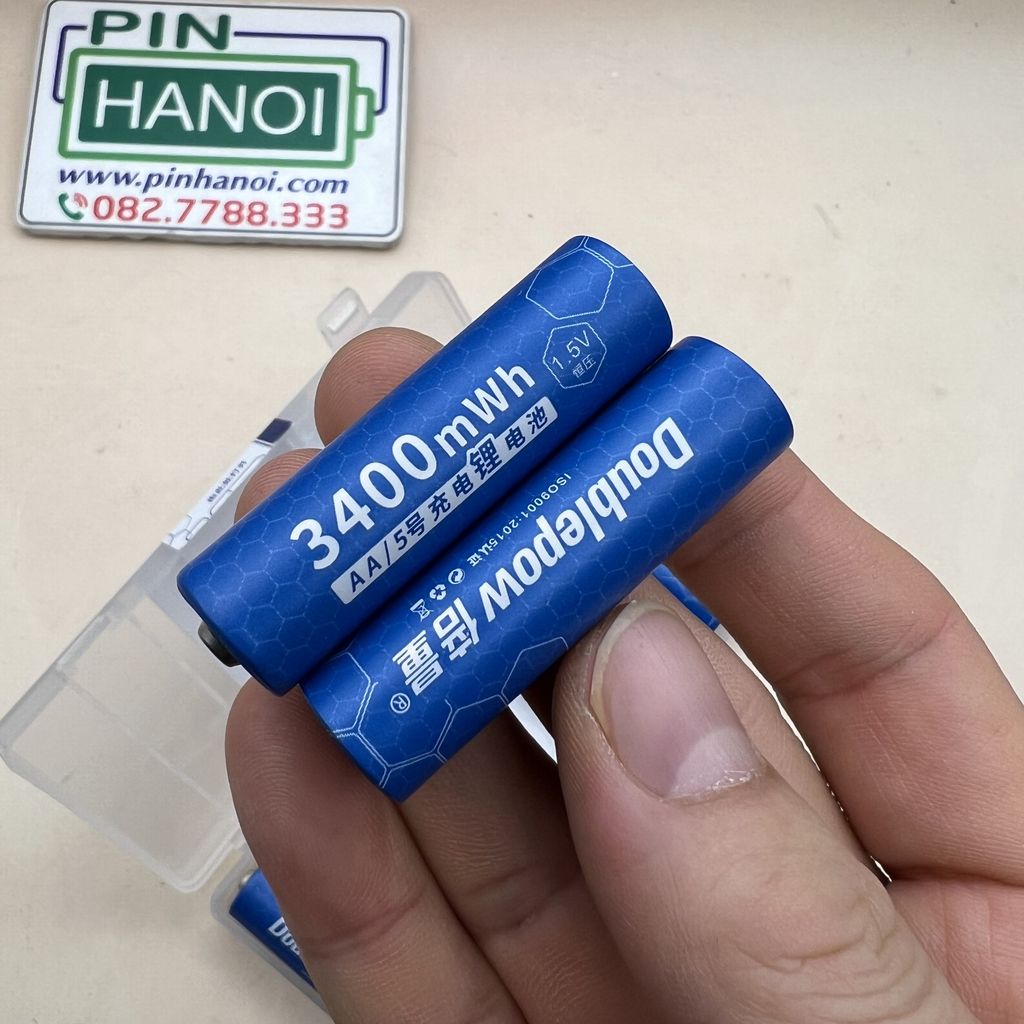 PIN
HANOI
www.pinhanoi.com
082.7788.333
1.5V
恒压
3400mWh
AA/5号充电锂电池
Doublepow 倍量®
ISO9001:2015认证